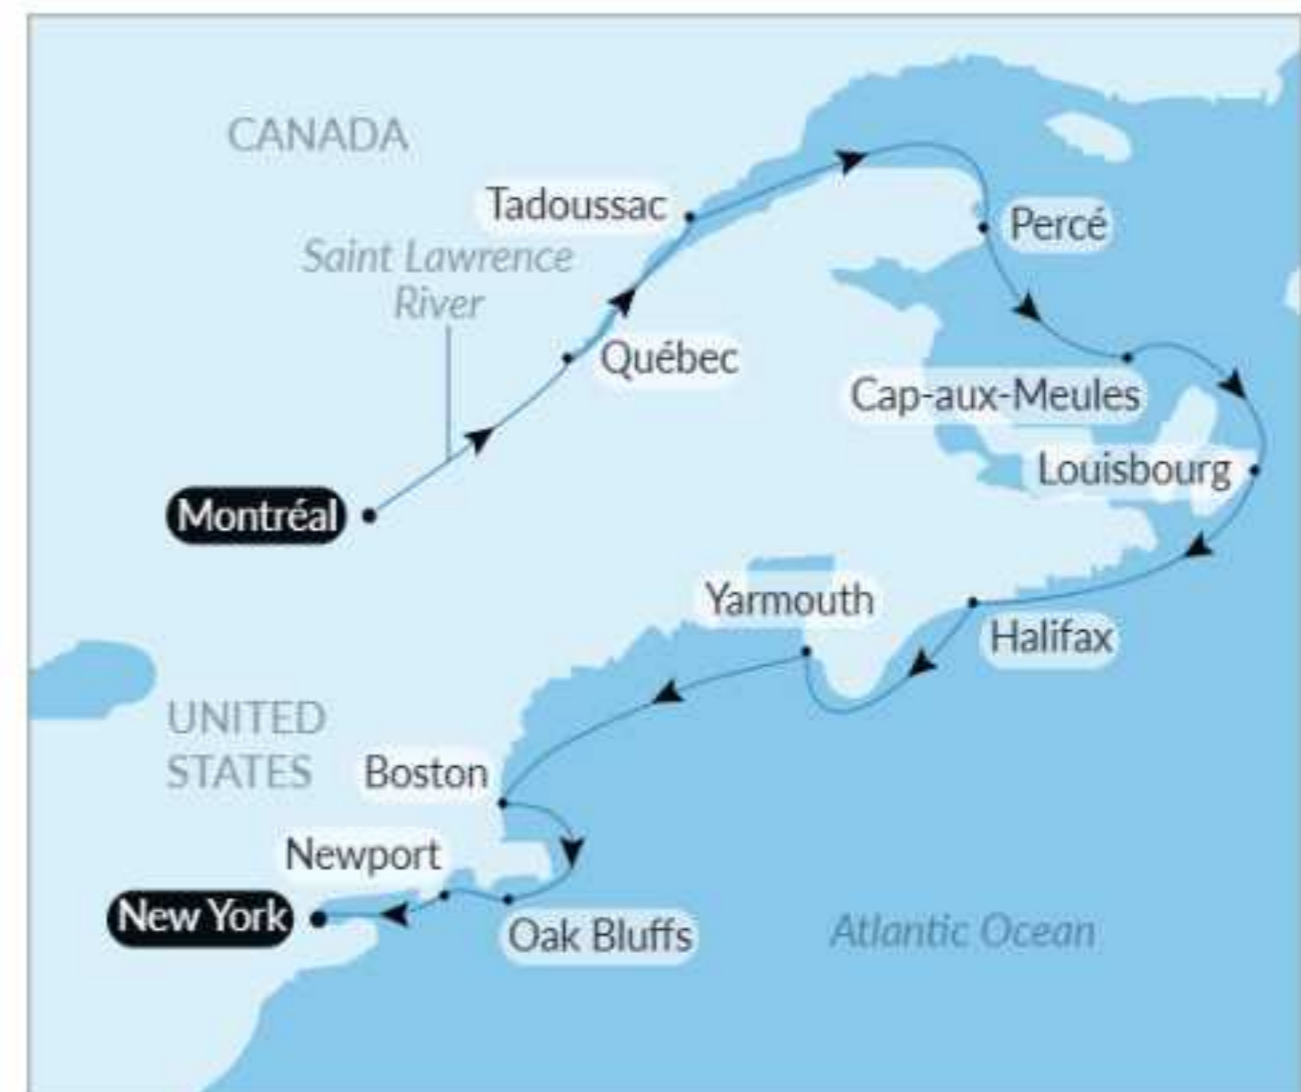 CANADA
Tadoussac
Percé
Saint Lawrence
River
Québec
Cap-aux-Meules
Louisbourg
Montréal
Yarmouth
Halifax
UNITED
STATES
Boston
Newport
New York
Oak Bluffs
Atlantic Ocean